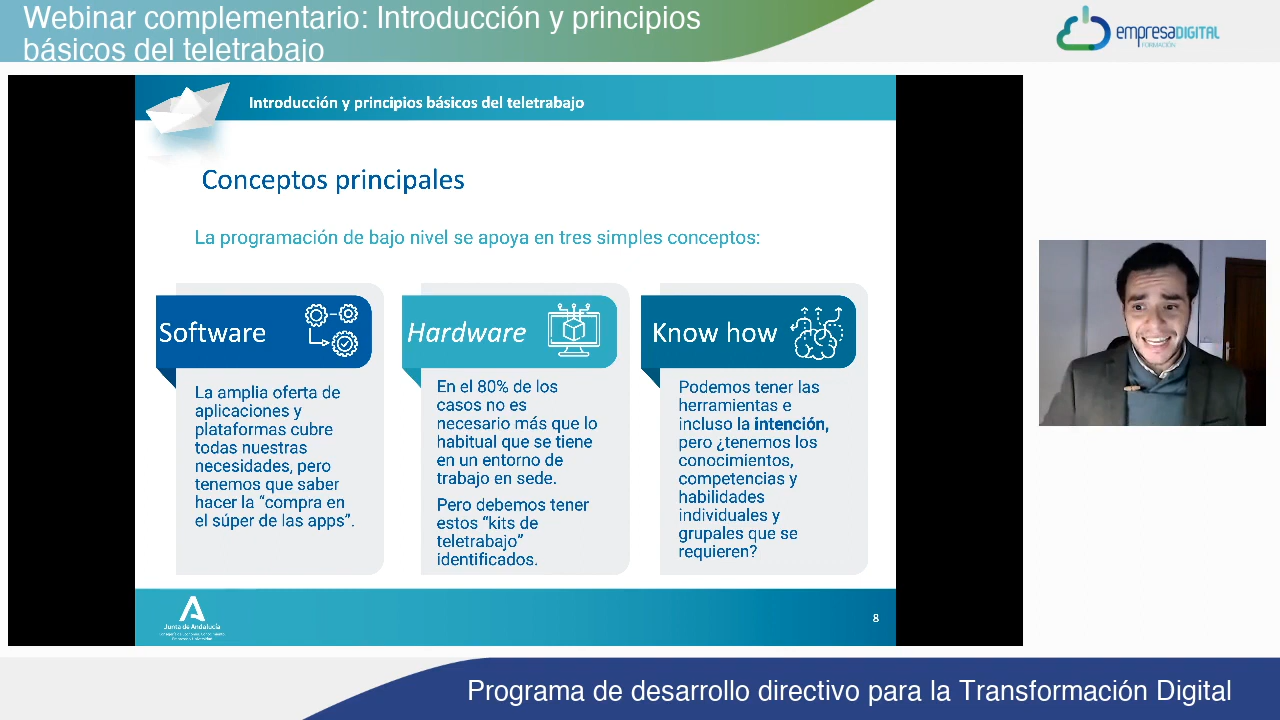 Webinar complementario: Introducción y principios
básicos del teletrabajo
empresaDIGITAL
FORMACIÓN
Introducción y principios básicos del teletrabajo
Conceptos principales
La programación de bajo nivel se apoya en tres simples conceptos:
Software
La amplia oferta de
aplicaciones y
plataformas cubre
todas nuestras
necesidades, pero
tenemos que saber
hacer la “compra en
el súper de las apps”.
Hardware
En el 80% de los
casos no es
necesario más que lo
habitual que se tiene
en un entorno de
trabajo en sede.
Pero debemos tener
estos “kits de
teletrabajo”
identificados.
Know how
Podemos tener las
herramientas e
incluso la intención,
pero ¿tenemos los
conocimientos,
competencias y
habilidades
individuales y
grupales que se
requieren?
Junta de Andalucía
8
Programa de desarrollo directivo para la Transformación Digital